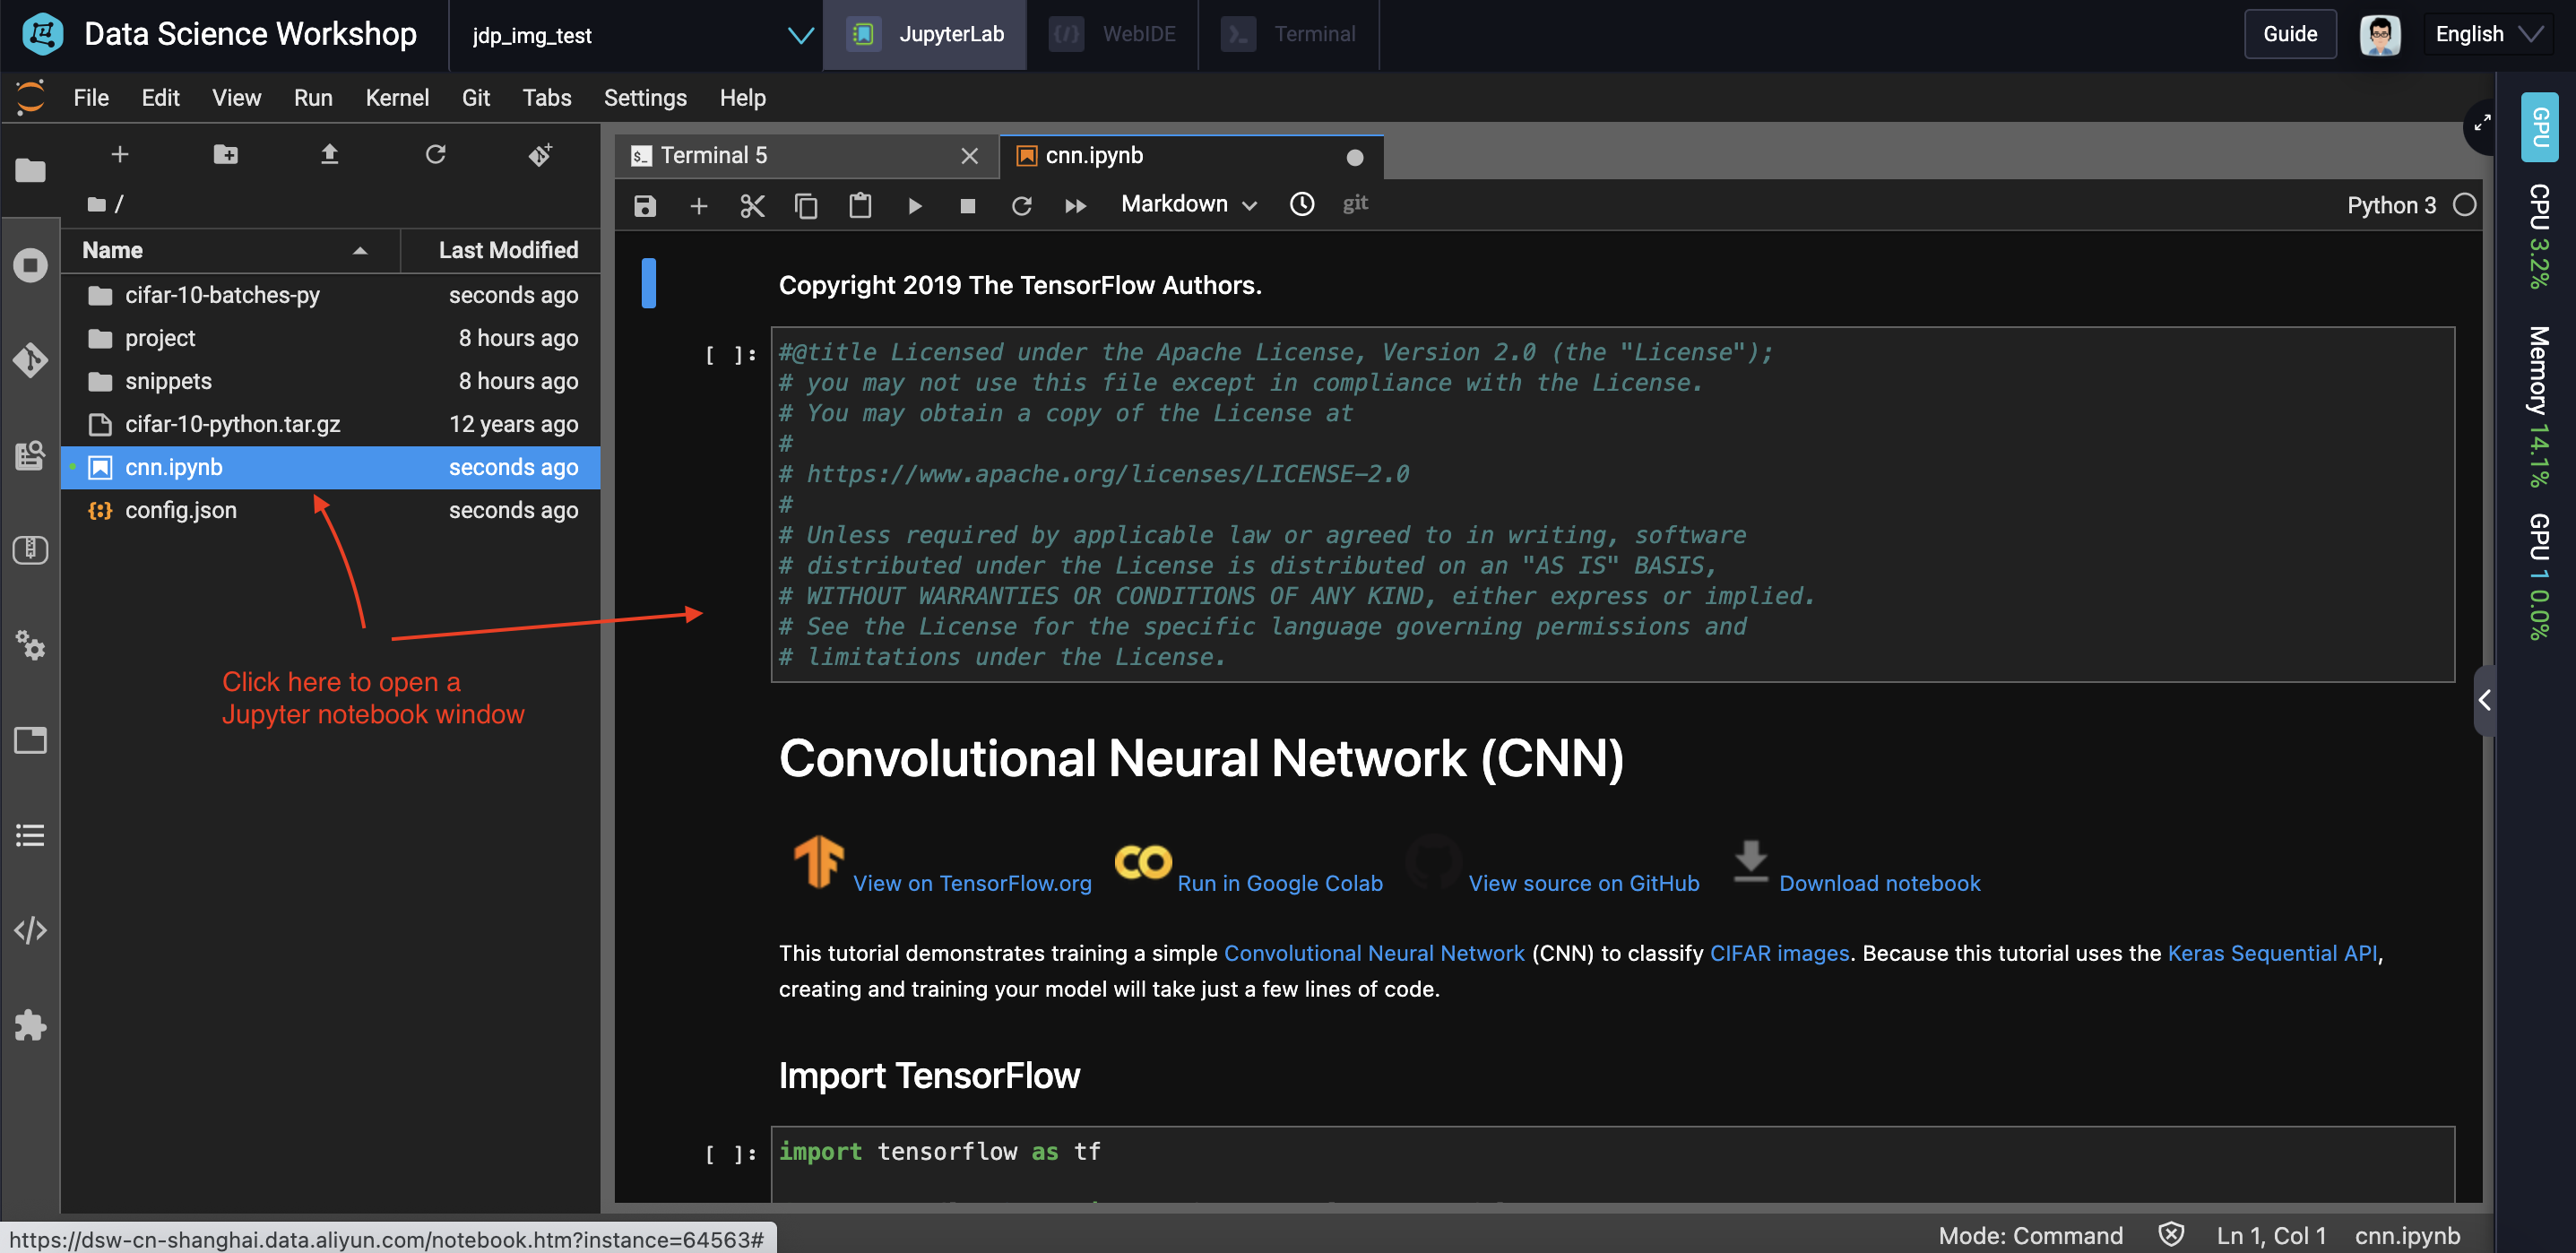 Data Science Workshop
jdp_img_test
JupyterLab
WebIDE
Terminal
Guide
English
File Edit View Run Kernel Git Tabs Settings Help
/
Name Last Modified
cifar-10-batches-py seconds ago
project 8 hours ago
snippets 8 hours ago
cifar-10-python.tar.gz 12 years ago
cnn.ipynb seconds ago
config.json seconds ago
Click here to open a
Jupyter notebook window
Terminal 5
cnn.ipynb
Markdown
git
Python 3
Copyright 2019 The TensorFlow Authors.
[ ]:
#@title Licensed under the Apache License, Version 2.0 (the "License");
# you may not use this file except in compliance with the License.
# You may obtain a copy of the License at
#
# https://www.apache.org/licenses/LICENSE-2.0
#
# Unless required by applicable law or agreed to in writing, software
# distributed under the License is distributed on an "AS IS" BASIS,
# WITHOUT WARRANTIES OR CONDITIONS OF ANY KIND, either express or implied.
# See the License for the specific language governing permissions and
# limitations under the License.
Convolutional Neural Network (CNN)
View on TensorFlow.org
Run in Google Colab
View source on GitHub
Download notebook
This tutorial demonstrates training a simple Convolutional Neural Network (CNN) to classify CIFAR images. Because this tutorial uses the Keras Sequential API,
creating and training your model will take just a few lines of code.
Import TensorFlow
[ ]:
import tensorflow as tf
GPU
CPU 3.2%
Memory 14.1%
GPU 1 0.0%
https://dsw-cn-shanghai.data.aliyun.com/notebook.htm?instance=64563#
Mode: Command
Ln 1, Col 1
cnn.ipynb